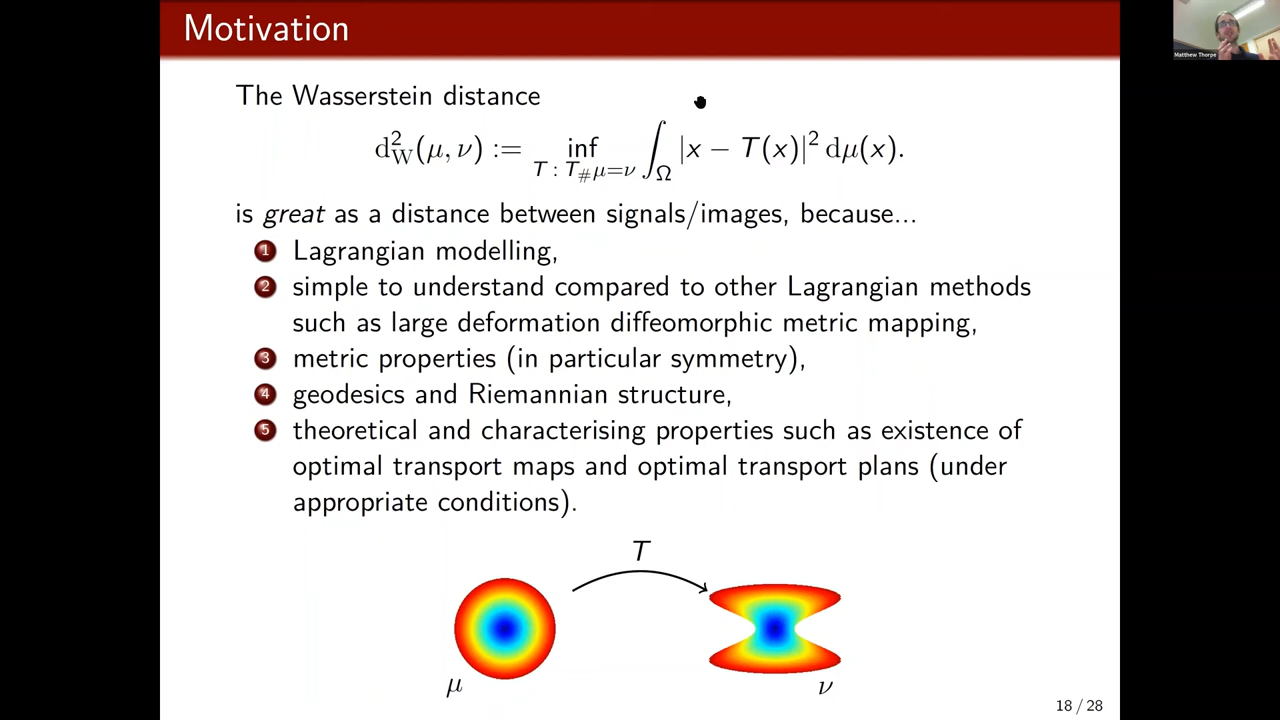 Motivation
Matthew Thorpe
The Wasserstein distance
d²_W(μ, ν) := inf_{T : T_#μ=ν} ∫_Ω |x − T(x)|² dμ(x).
is great as a distance between signals/images, because...
1 Lagrangian modelling,
2 simple to understand compared to other Lagrangian methods
such as large deformation diffeomorphic metric mapping,
3 metric properties (in particular symmetry),
4 geodesics and Riemannian structure,
5 theoretical and characterising properties such as existence of
optimal transport maps and optimal transport plans (under
appropriate conditions).
T
μ
ν
18 / 28